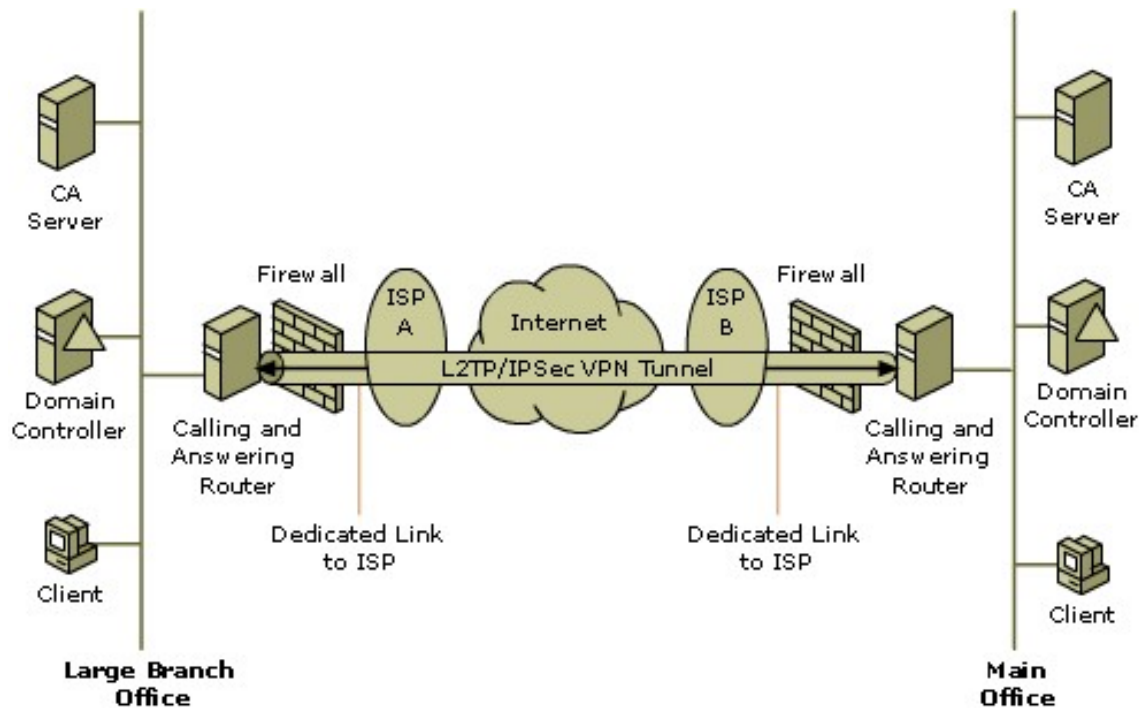 CA
Server
Domain
Controller
Client
Large Branch
Office
Calling and
Answering
Router
Firewall
ISP
A
Dedicated Link
to ISP
Internet
L2TP/IPSec VPN Tunnel
ISP
B
Dedicated Link
to ISP
Firewall
Calling and
Answering
Router
CA
Server
Domain
Controller
Client
Main
Office